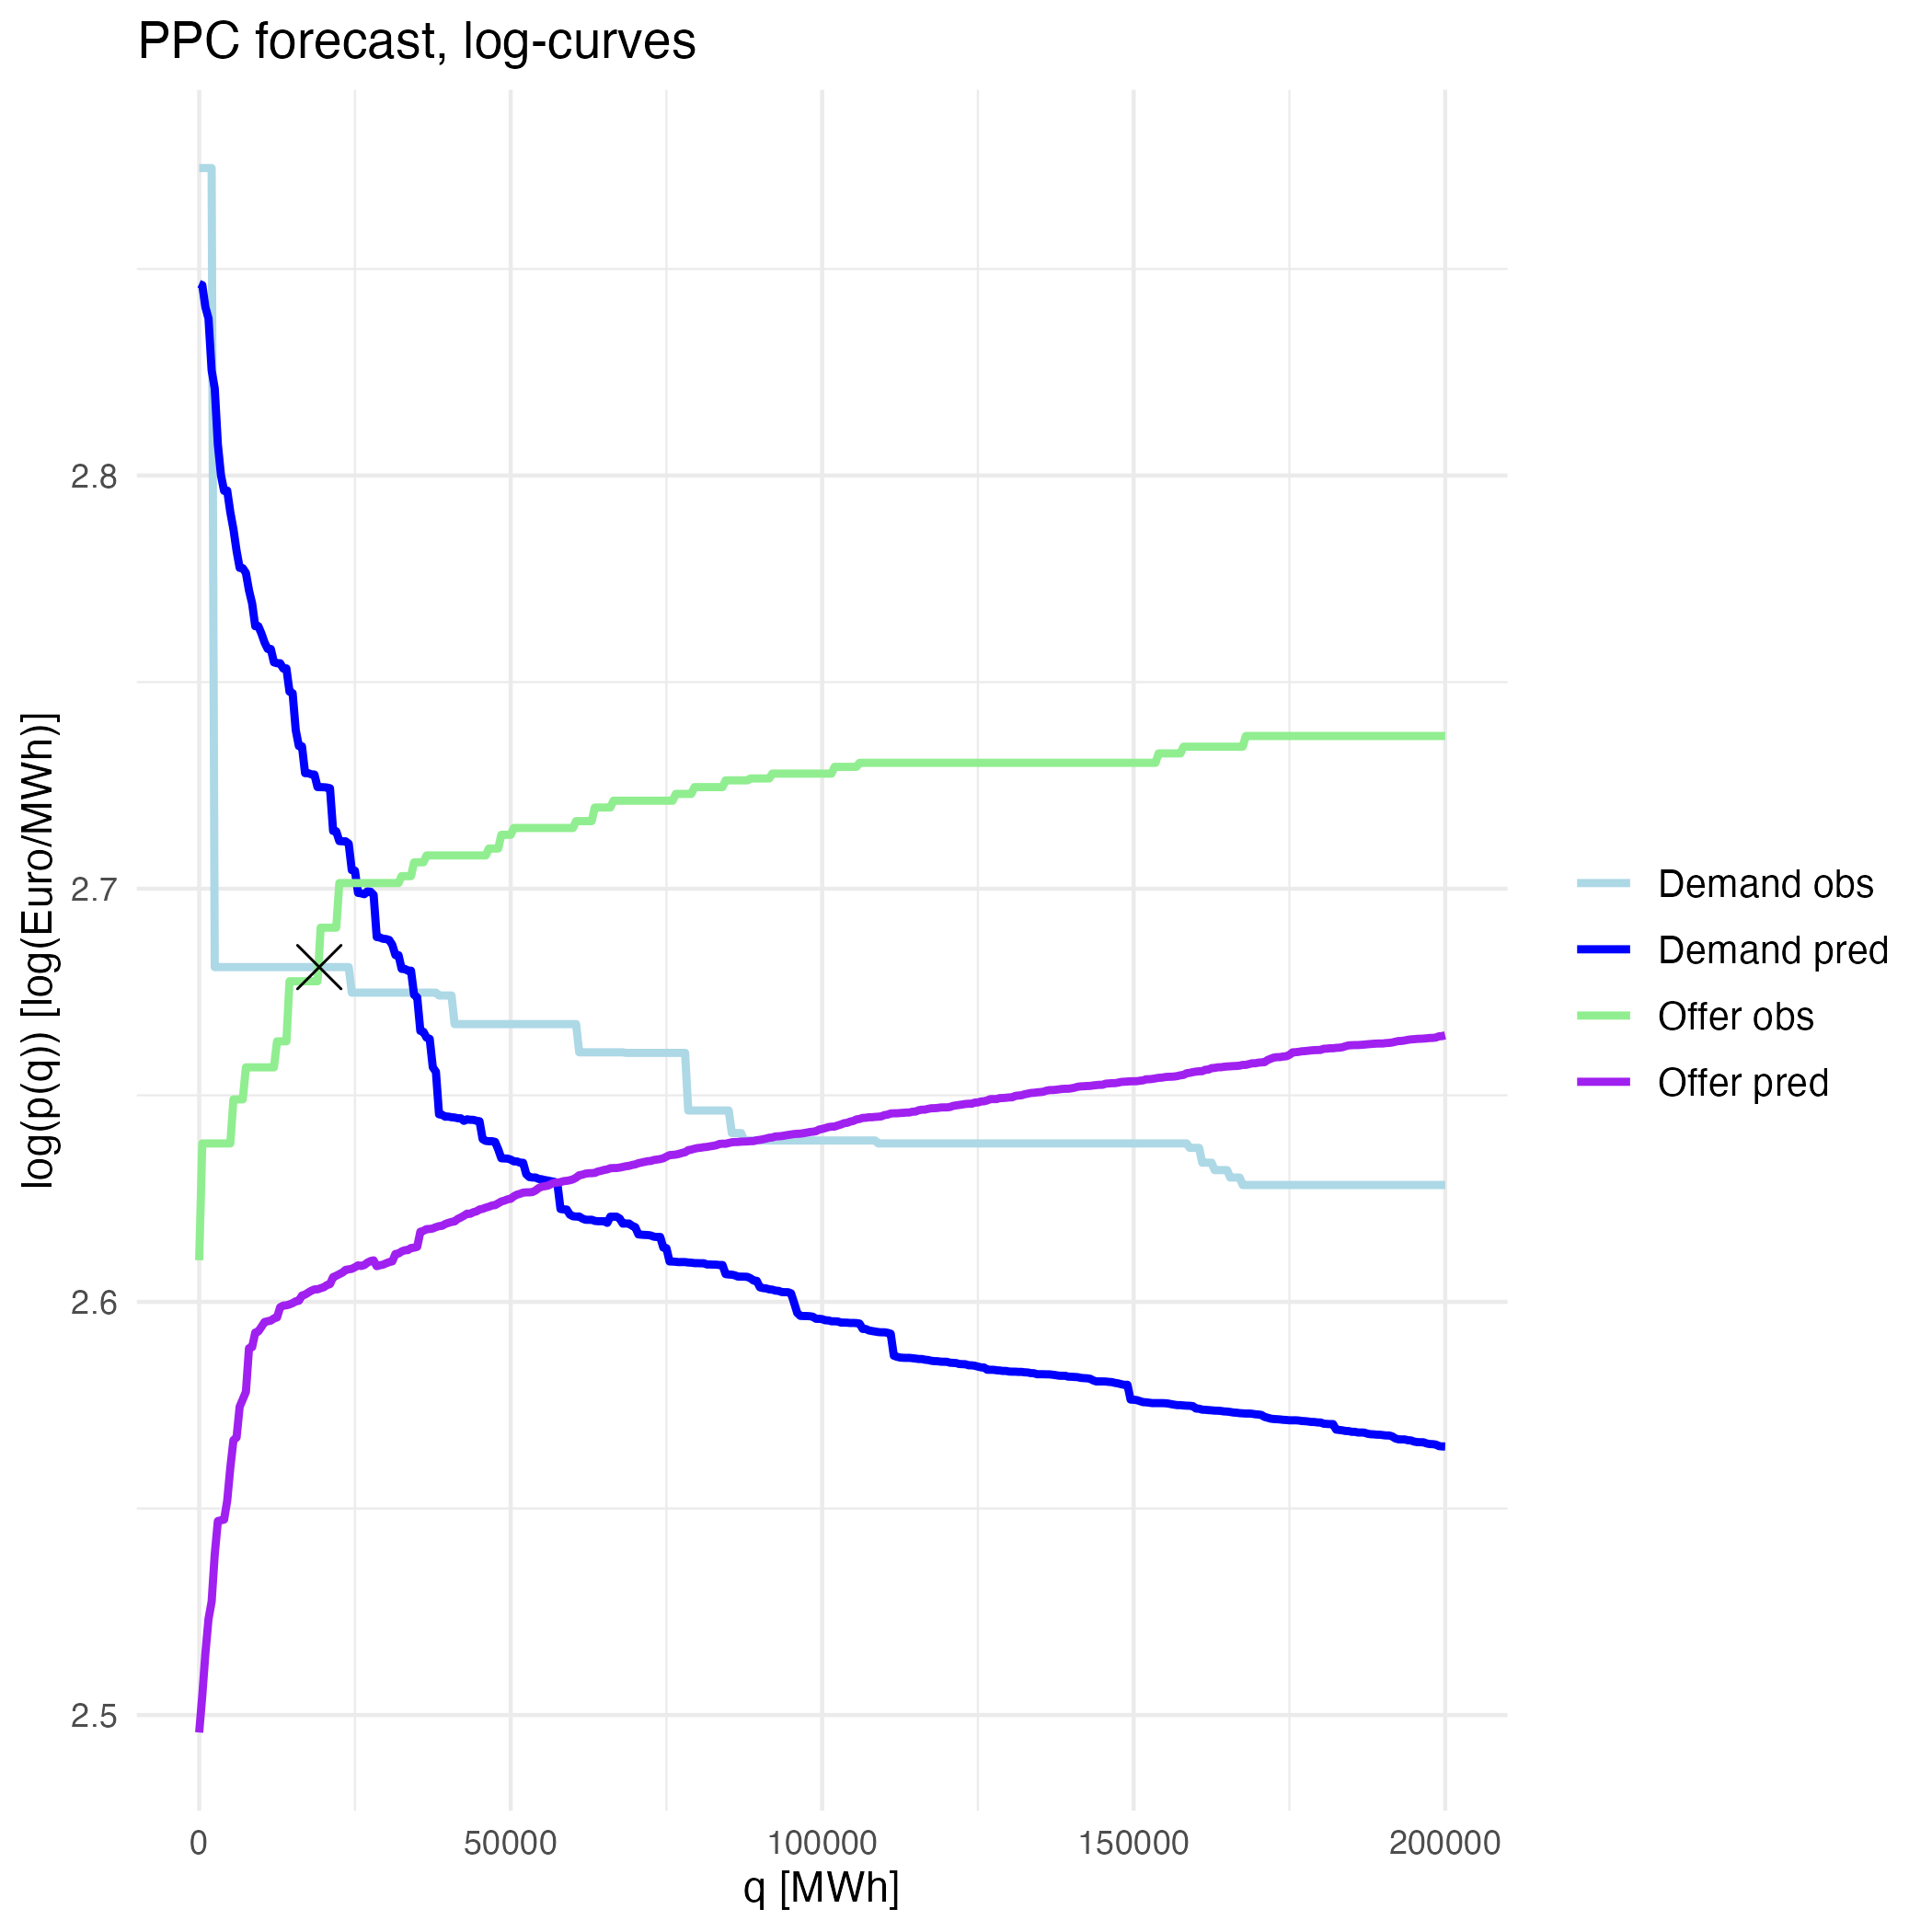 PPC forecast, log-curves
log(p(q)) [log(Euro/MWh)]
2.8
2.7
2.6
2.5
0
50000
100000
150000
200000
q [MWh]
Demand obs
Demand pred
Offer obs
Offer pred